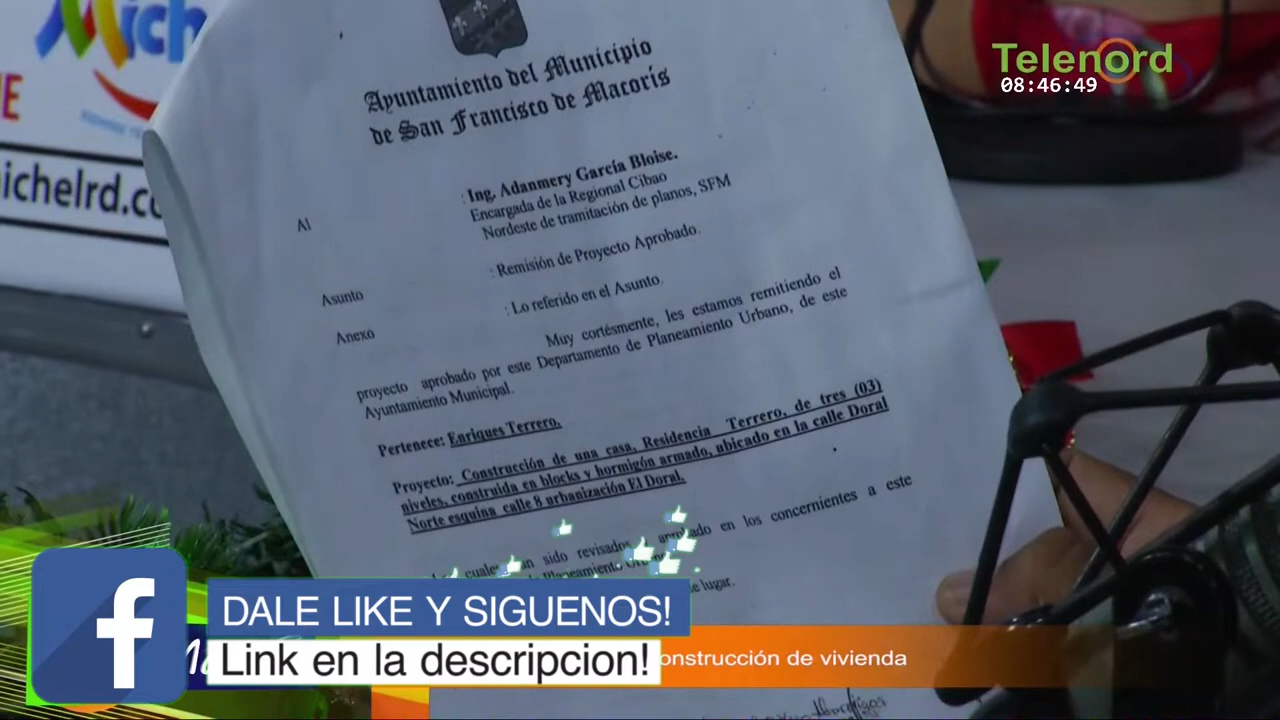 Mich
E
ichelrd.co
Telenord
08:46:49
Ayuntamiento del Municipio
de San Francisco de Macorís
Al
: Ing. Adanmery García Bloise.
Encargada de la Regional Cibao
Nordeste de tramitación de planos, SFM
Asunto
: Remisión de Proyecto Aprobado.
Anexo
: Lo referido en el Asunto.
Muy cortésmente, les estamos remitiendo el
proyecto aprobado por este Departamento de Planeamiento Urbano, de este
Ayuntamiento Municipal.
Pertenece: Enriques Terrero.
Proyecto: Construcción de una casa, Residencia Terrero, de tres (03)
niveles, construida en blocks y hormigón armado, ubicado en la calle Doral
Norte esquina calle 8 urbanización El Doral.
sido revisados en los concernientes a este
lugar.
f
DALE LIKE Y SIGUENOS!
Link en la descripcion!
onstrucción de vivienda